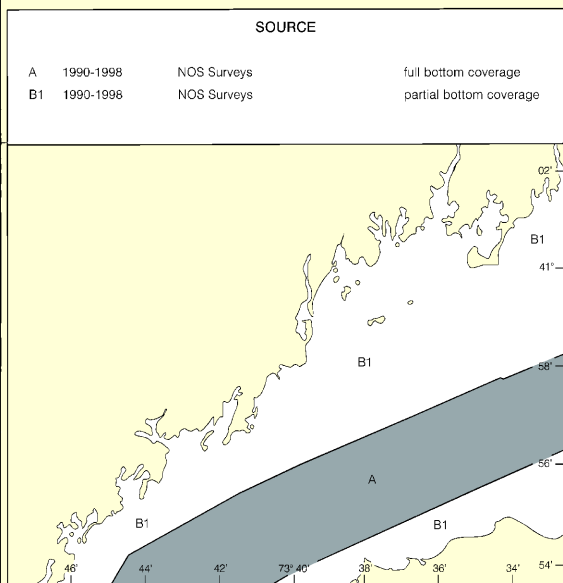 SOURCE
A 1990-1998 NOS Surveys full bottom coverage
B1 1990-1998 NOS Surveys partial bottom coverage
02'
B1
41°
B1
58'
56'
A
B1
B1
46' 44' 42' 73° 40' 38' 36' 34' 54'